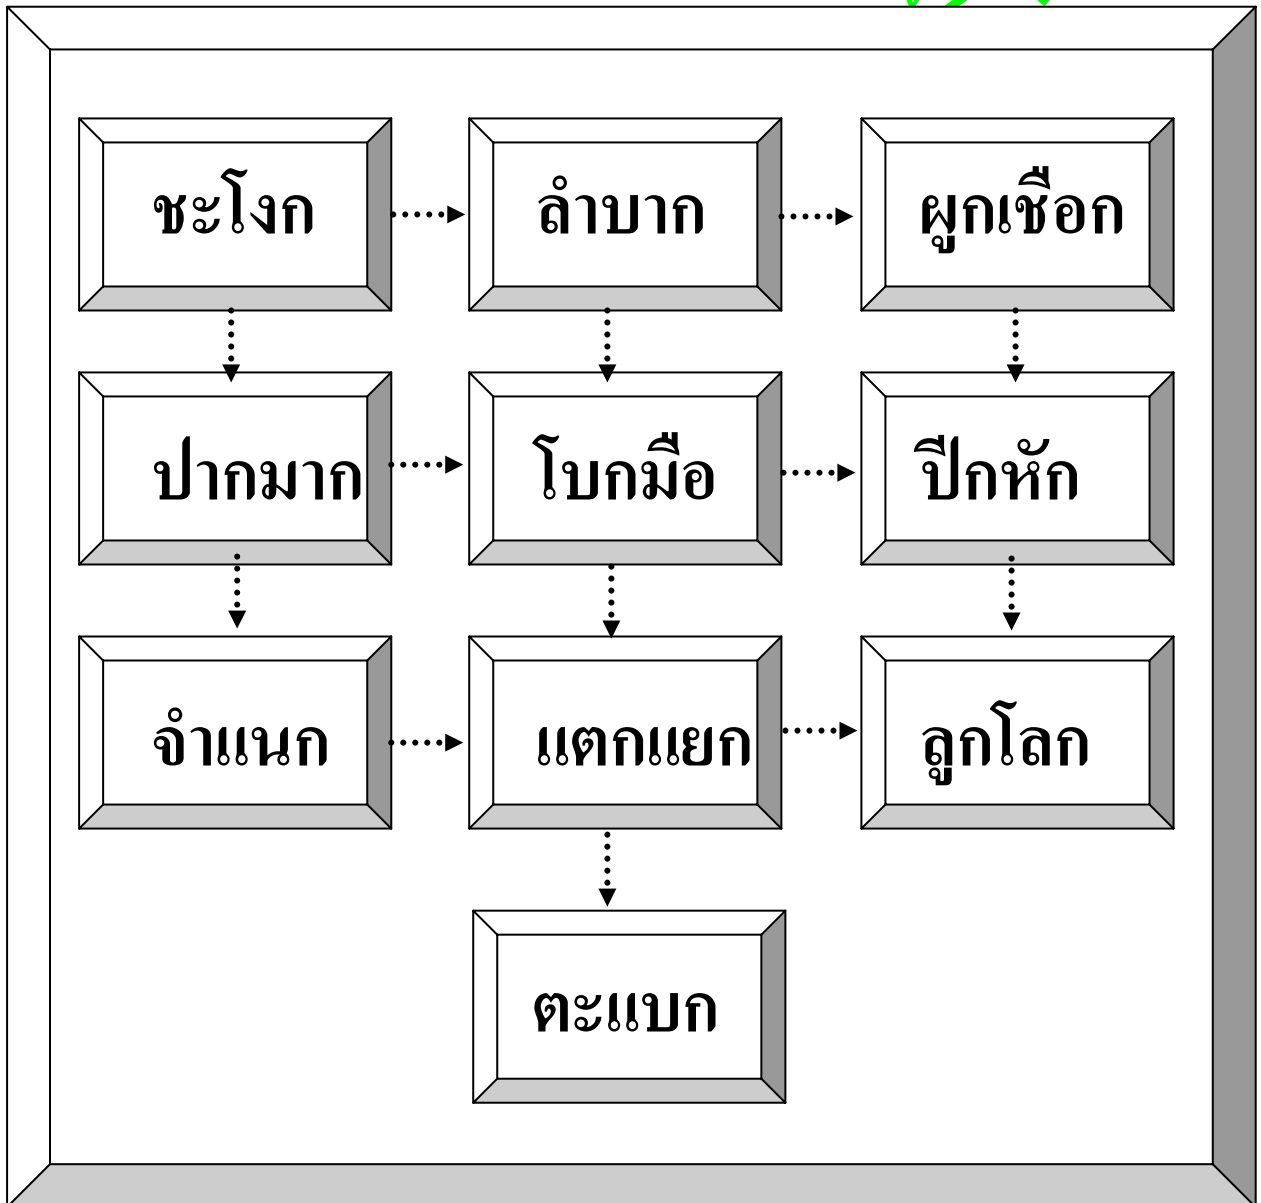 ชะโงก ลำบาก ผูกเชือก
ปากมาก โบกมือ ปีกหัก
จำแนก แตกแยก ลูกโลก
ตะแบก